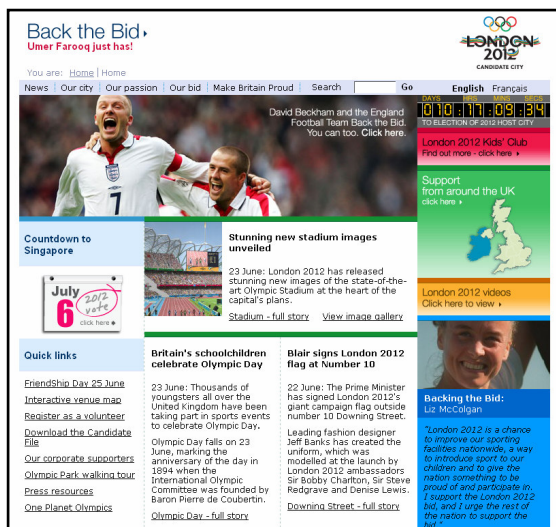 Back the Bid
Umer Farooq just has!
LONDON
2012
CANDIDATE CITY
You are: Home | Home
News Our city Our passion Our bid Make Britain Proud Search Go English Français
David Beckham and the England
Football Team Back the Bid.
You can too. Click here.
7
DAYS HRS MINS SECS
010:17:09:34
TO ELECTION OF 2012 HOST CITY
London 2012 Kids' Club
Find out more - click here
Support
from around the UK
click here
London 2012 videos
Click here to view
Countdown to
Singapore
July
6
2012
vote
click here
Stunning new stadium images
unveiled
23 June: London 2012 has released
stunning new images of the state-of-the-
art Olympic Stadium at the heart of the
capital's plans.
Stadium - full story View image gallery
Quick links
FriendShip Day 25 June
Interactive venue map
Register as a volunteer
Download the Candidate
File
Our corporate supporters
Olympic Park walking tour
Press resources
One Planet Olympics
Britain's schoolchildren
celebrate Olympic Day
23 June: Thousands of
youngsters all over the
United Kingdom have been
taking part in sports events
to celebrate Olympic Day.
Olympic Day falls on 23
June, marking the
anniversary of the day in
1894 when the
International Olympic
Committee was founded by
Baron Pierre de Coubertin.
Olympic Day - full story
Blair signs London 2012
flag at Number 10
22 June: The Prime Minister
has signed London 2012's
giant campaign flag outside
number 10 Downing Street.
Leading fashion designer
Jeff Banks has created the
uniform, which was
modelled at the launch by
London 2012 ambassadors
Sir Bobby Charlton, Sir Steve
Redgrave and Denise Lewis.
Downing Street - full story
Backing the Bid:
Liz McColgan
"London 2012 is a chance
to improve our sporting
facilities nationwide, a way
to introduce sport to our
children and to give the
nation something to be
proud of and participate in.
I support the London 2012
bid, and I urge the rest of
the nation to support the
bid."